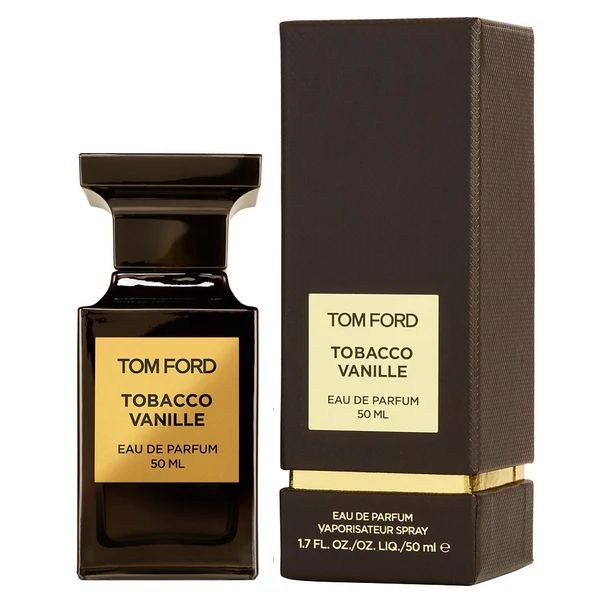 TOM FORD
TOBACCO
VANILLE
EAU DE PARFUM
50 ML
TOM FORD
TOBACCO
VANILLE
EAU DE PARFUM
50 ML
EAU DE PARFUM
VAPORISATEUR SPRAY
1.7 FL. OZ./OZ. LIQ./50 ml ℮